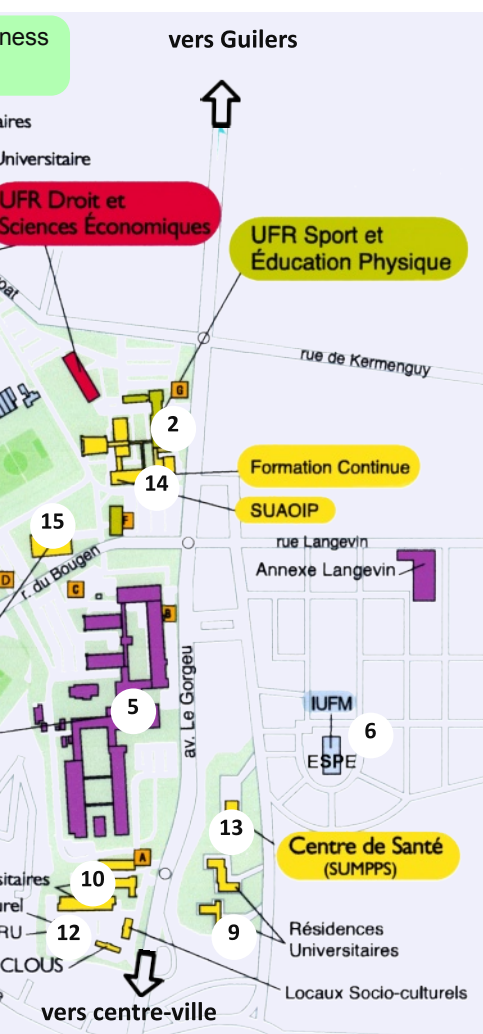 ness
vers Guilers
aires
Universitaire
UFR Droit et
Sciences Économiques
UFR Sport et
Éducation Physique
oat
rue de Kermenguy
G
2
Formation Continue
14
SUAOIP
15
F
rue Langevin
Annexe Langevin
D
r. du Bougen
C
B
av. Le Gorgeu
5
IUFM
6
ESPE
13
Centre de Santé
(SUMPPS)
A
sitaires
10
urel
RU
12
9
Résidences
Universitaires
CLOUS
Locaux Socio-culturels
vers centre-ville